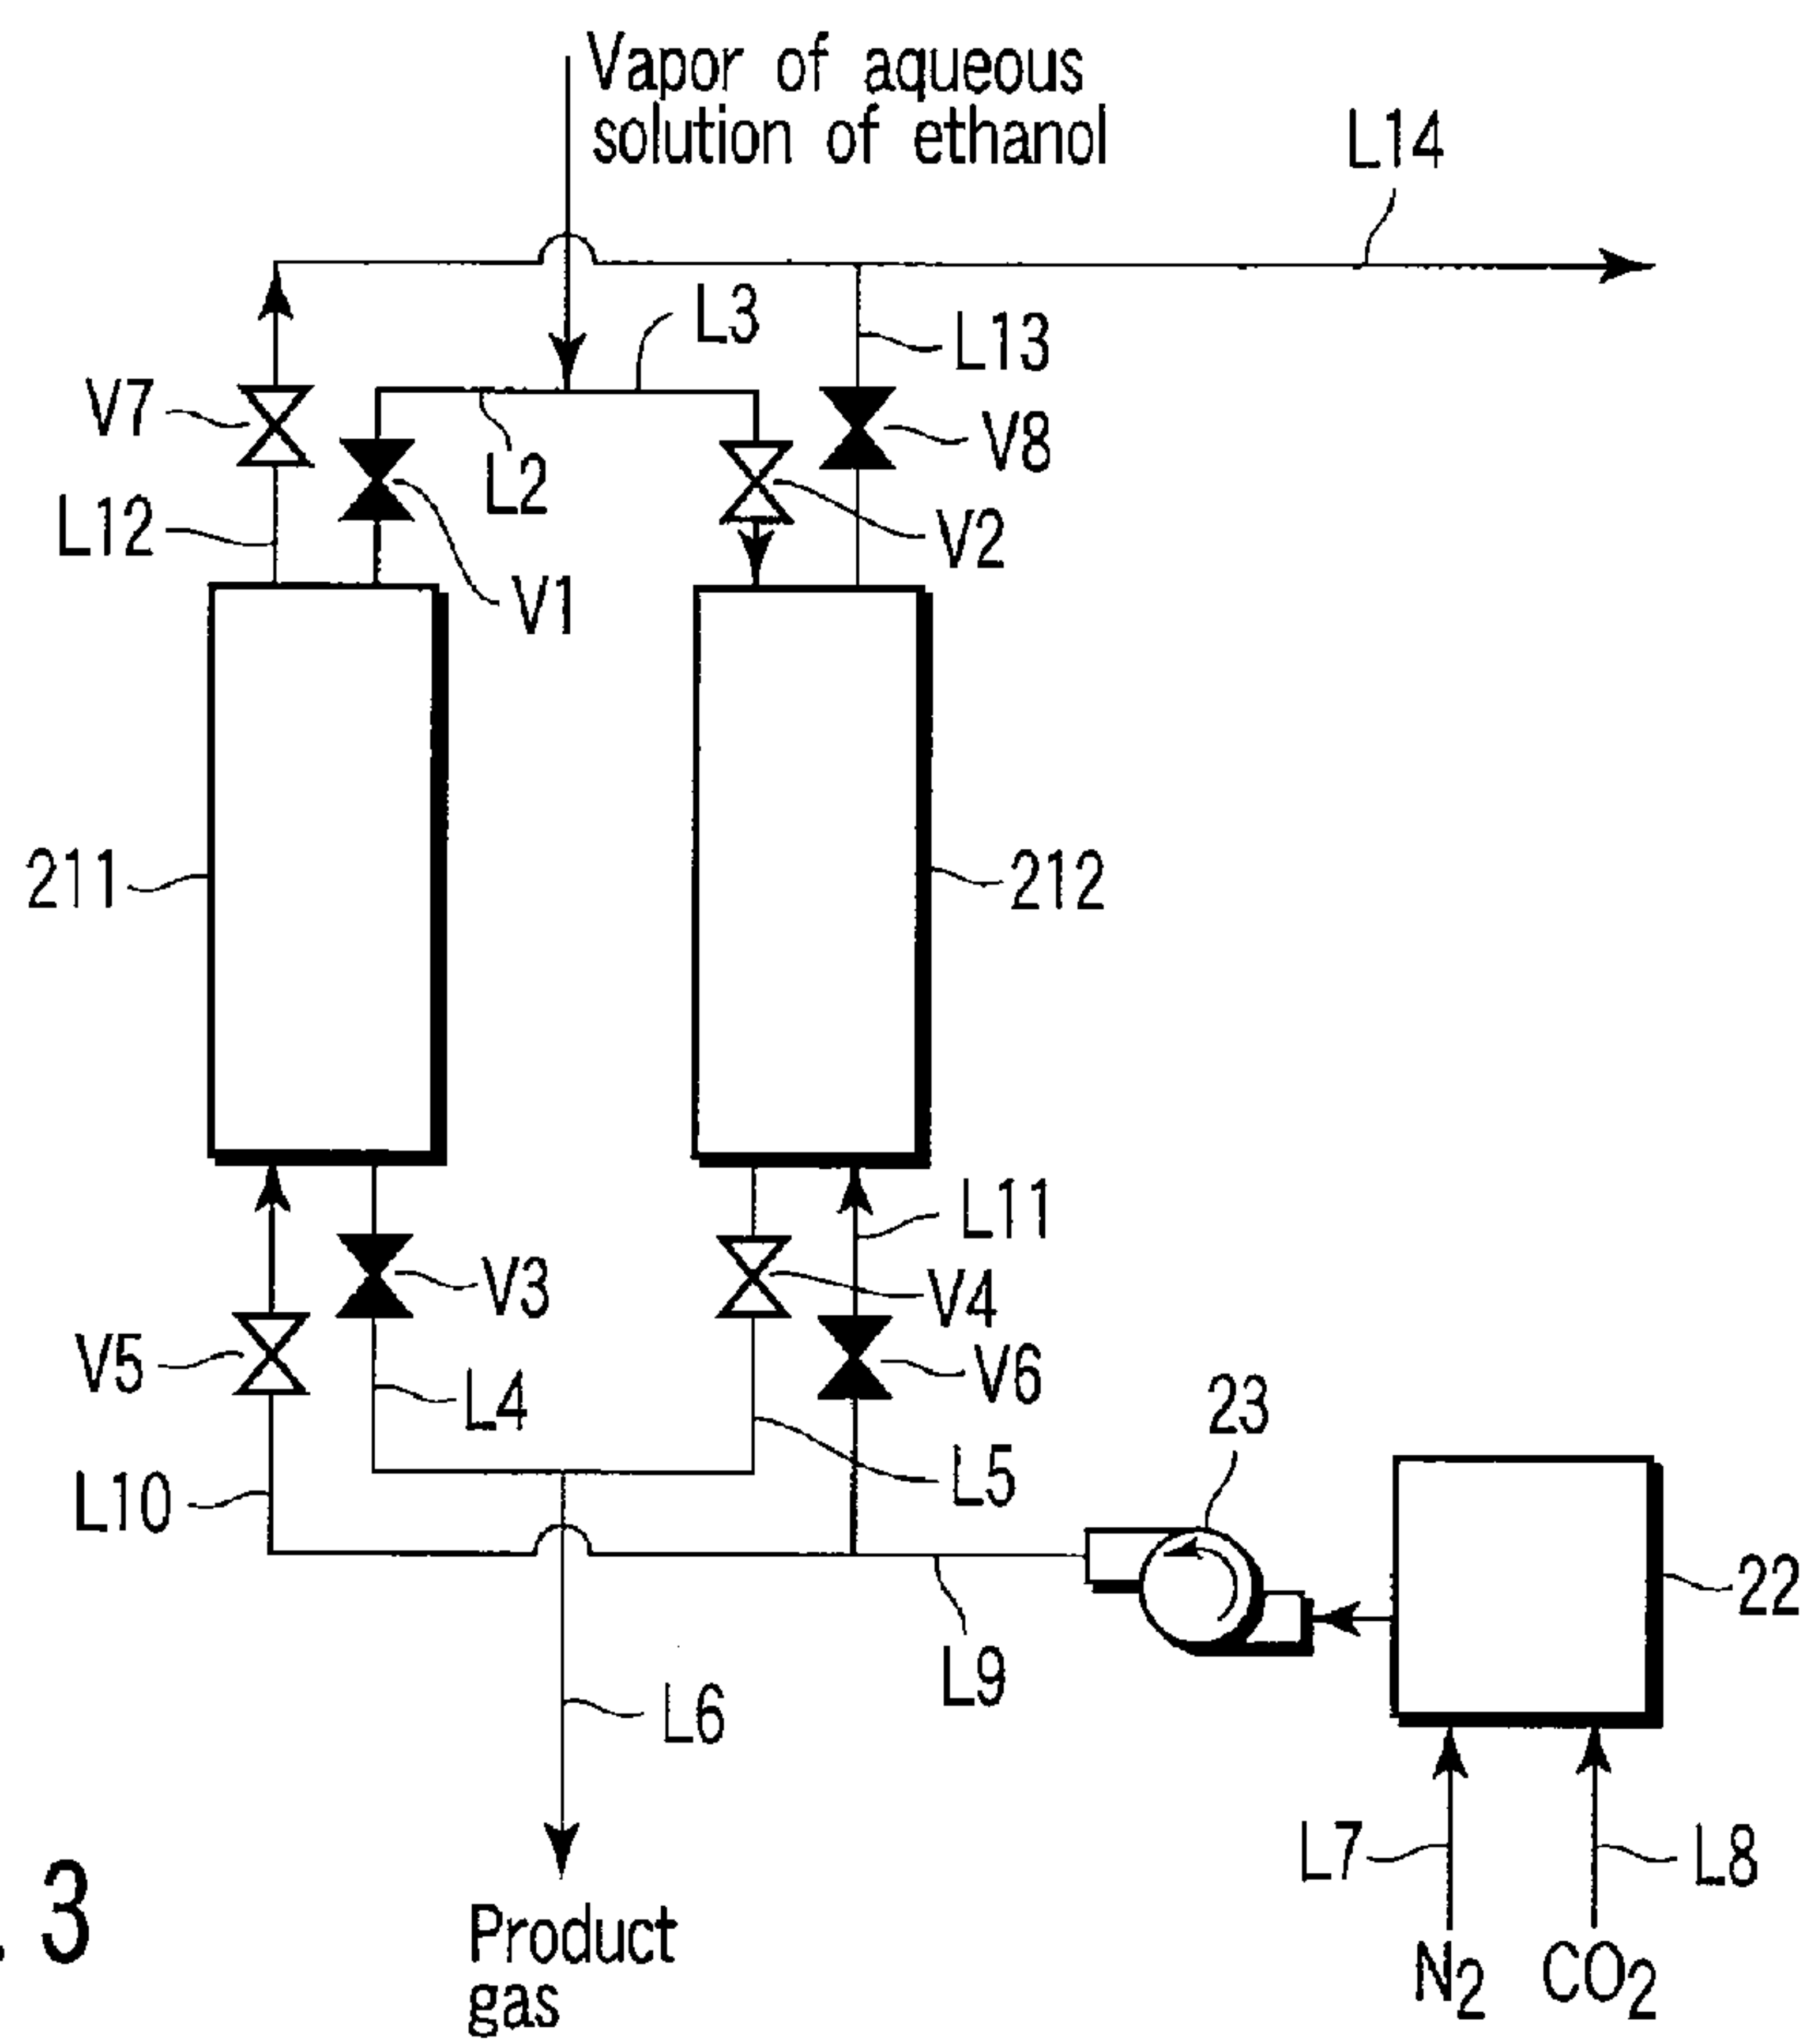 Vapor of aqueous
solution of ethanol
L14
L3
L13
V7
V8
L2
L12
V2
V1
211
212
L11
V3
V4
V5
V6
L4
23
L5
L10
22
L9
L6
L7
L8
3
Product
gas
N2
CO2